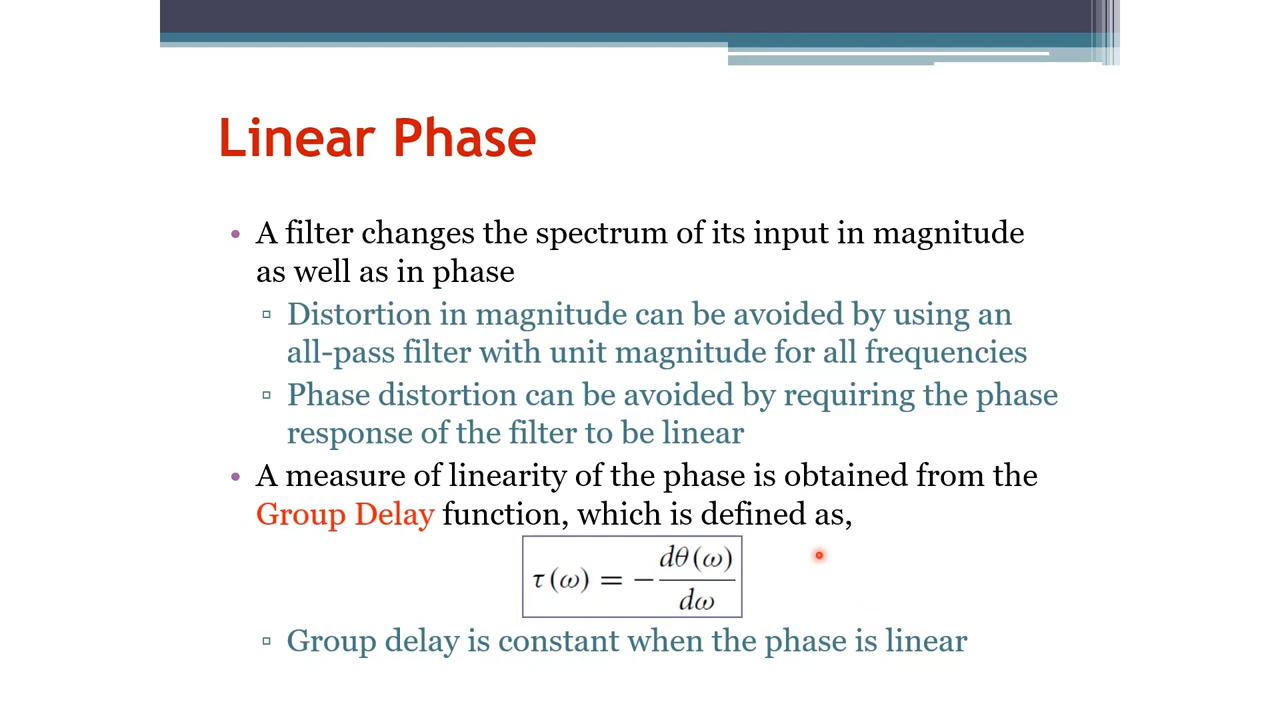 Linear Phase
• A filter changes the spectrum of its input in magnitude
as well as in phase
▫ Distortion in magnitude can be avoided by using an
all-pass filter with unit magnitude for all frequencies
▫ Phase distortion can be avoided by requiring the phase
response of the filter to be linear
• A measure of linearity of the phase is obtained from the
Group Delay function, which is defined as,
τ(ω) = − dθ(ω) / dω
▫ Group delay is constant when the phase is linear